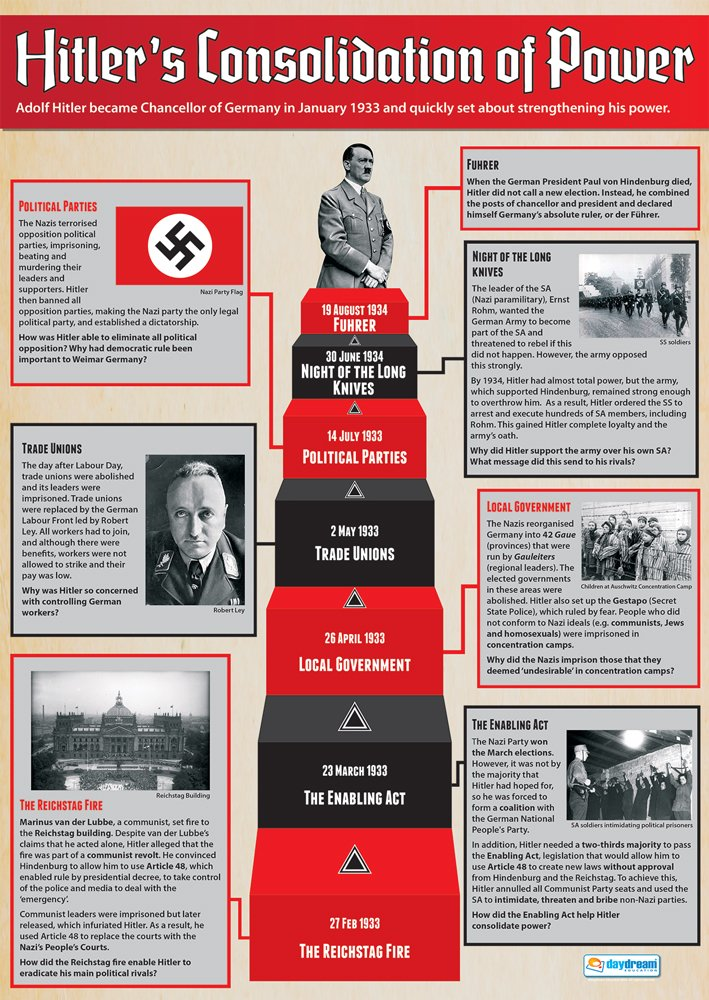 Hitler's Consolidation of Power
Adolf Hitler became Chancellor of Germany in January 1933 and quickly set about strengthening his power.
Fuhrer
When the German President Paul von Hindenburg died,
Hitler did not call a new election. Instead, he combined
the posts of chancellor and president and declared
himself Germany's absolute ruler, or der Führer.
Political Parties
The Nazis terrorised
opposition political
parties, imprisoning,
beating and
murdering their
leaders and
supporters. Hitler
then banned all
opposition parties, making the Nazi party the only legal
political party, and established a dictatorship.
Nazi Party Flag
How was Hitler able to eliminate all political
opposition? Why had democratic rule been
important to Weimar Germany?
Night of the long
knives
The leader of the SA
(Nazi paramilitary), Ernst
Rohm, wanted the
German Army to become
part of the SA and
threatened to rebel if this
did not happen. However, the army opposed
this strongly.
SS soldiers
By 1934, Hitler had almost total power, but the army,
which supported Hindenburg, remained strong enough
to overthrow him. As a result, Hitler ordered the SS to
arrest and execute hundreds of SA members, including
Rohm. This gained Hitler complete loyalty and the
army's oath.
Why did Hitler support the army over his own SA?
What message did this send to his rivals?
19 August 1934
Fuhrer
30 June 1934
Night of the Long
Knives
14 July 1933
Political Parties
2 May 1933
Trade Unions
26 April 1933
Local Government
23 March 1933
The Enabling Act
27 Feb 1933
The Reichstag Fire
Trade Unions
The day after Labour Day,
trade unions were abolished
and its leaders were
imprisoned. Trade unions
were replaced by the German
Labour Front led by Robert
Ley. All workers had to join,
and although there were
benefits, workers were not
allowed to strike and their
pay was low.
Why was Hitler so concerned
with controlling German
workers?
Robert Ley
Local Government
The Nazis reorganised
Germany into 42 Gaue
(provinces) that were
run by Gauleiters
(regional leaders). The
elected governments
in these areas were
abolished. Hitler also set up the Gestapo (Secret
State Police), which ruled by fear. People who did
not conform to Nazi ideals (e.g. communists, Jews
and homosexuals) were imprisoned in
concentration camps.
Children at Auschwitz Concentration Camp
Why did the Nazis imprison those that they
deemed 'undesirable' in concentration camps?
Reichstag Building
The Reichstag Fire
Marinus van der Lubbe, a communist, set fire to
the Reichstag building. Despite van der Lubbe's
claims that he acted alone, Hitler alleged that the
fire was part of a communist revolt. He convinced
Hindenburg to allow him to use Article 48, which
enabled rule by presidential decree, to take control
of the police and media to deal with the
'emergency'.
Communist leaders were imprisoned but later
released, which infuriated Hitler. As a result, he
used Article 48 to replace the courts with the
Nazi's People's Courts.
How did the Reichstag fire enable Hitler to
eradicate his main political rivals?
The Enabling Act
The Nazi Party won
the March elections.
However, it was not by
the majority that
Hitler had hoped for,
so he was forced to
form a coalition with
the German National
People's Party.
SA soldiers intimidating political prisoners
In addition, Hitler needed a two-thirds majority to pass
the Enabling Act, legislation that would allow him to
use Article 48 to create new laws without approval
from Hindenburg and the Reichstag. To achieve this,
Hitler annulled all Communist Party seats and used the
SA to intimidate, threaten and bribe non-Nazi parties.
How did the Enabling Act help Hitler
consolidate power?
daydream
EDUCATION